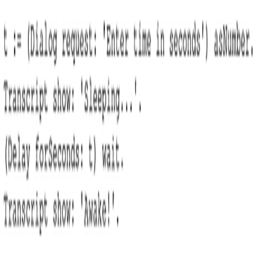 t := (Dialog request: 'Enter time in seconds') asNumber.
Transcript show: 'Sleeping...'.
(Delay forSeconds: t) wait.
Transcript show: 'Awake!'.